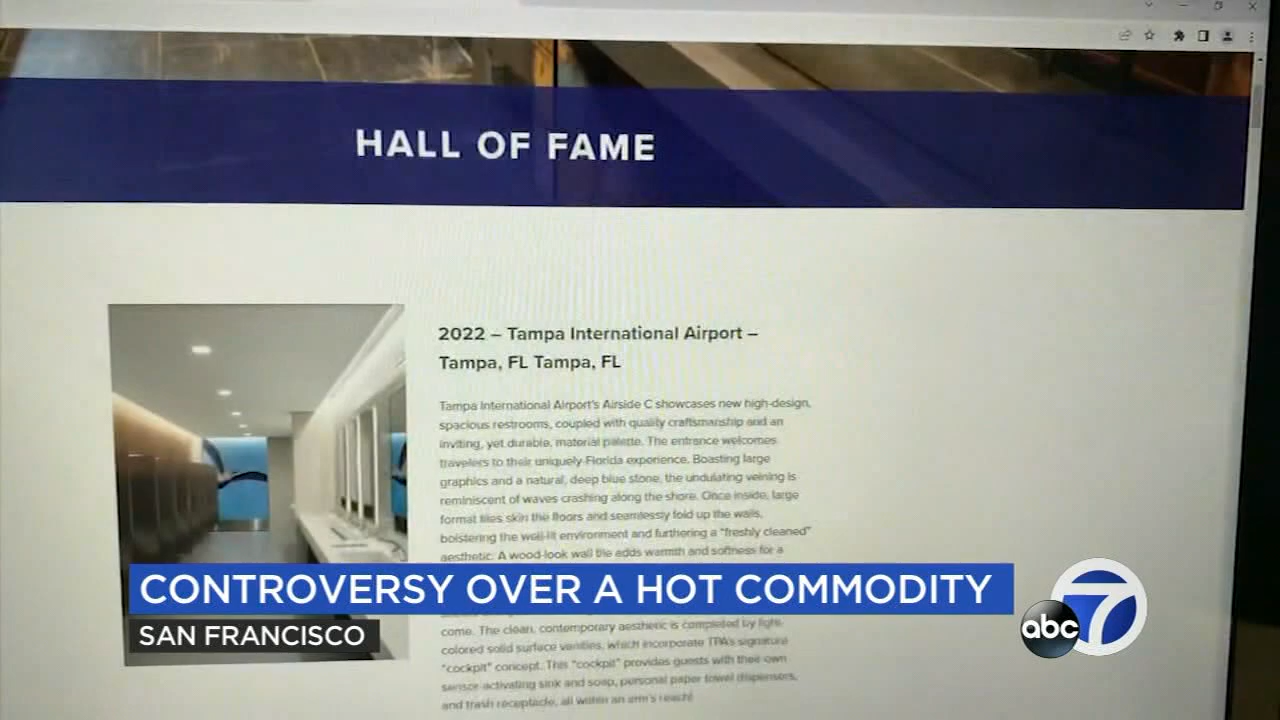 HALL OF FAME
2022 – Tampa International Airport –
Tampa, FL Tampa, FL
Tampa International Airport's Airside C showcases new high-design,
spacious restrooms, coupled with quality craftsmanship and an
inviting, yet durable, material palette. The entrance welcomes
travelers to their uniquely-Florida experience. Boasting large
graphics and a natural, deep blue stone, the undulating veining is
reminiscent of waves crashing along the shore. Once inside, large
format tiles skin the floors and seamlessly fold up the walls,
bolstering the well-lit environment and furthering a "freshly cleaned"
aesthetic. A wood-look wall tile adds warmth and softness for a
CONTROVERSY OVER A HOT COMMODITY
SAN FRANCISCO
abc 7
come. The clean, contemporary aesthetic is completed by light-
colored solid surface vanities, which incorporate TPA's signature
"cockpit" concept. This "cockpit" provides guests with their own
sensor-activating sink and soap, personal paper towel dispensers,
and trash receptacle, all within an arm's reach!